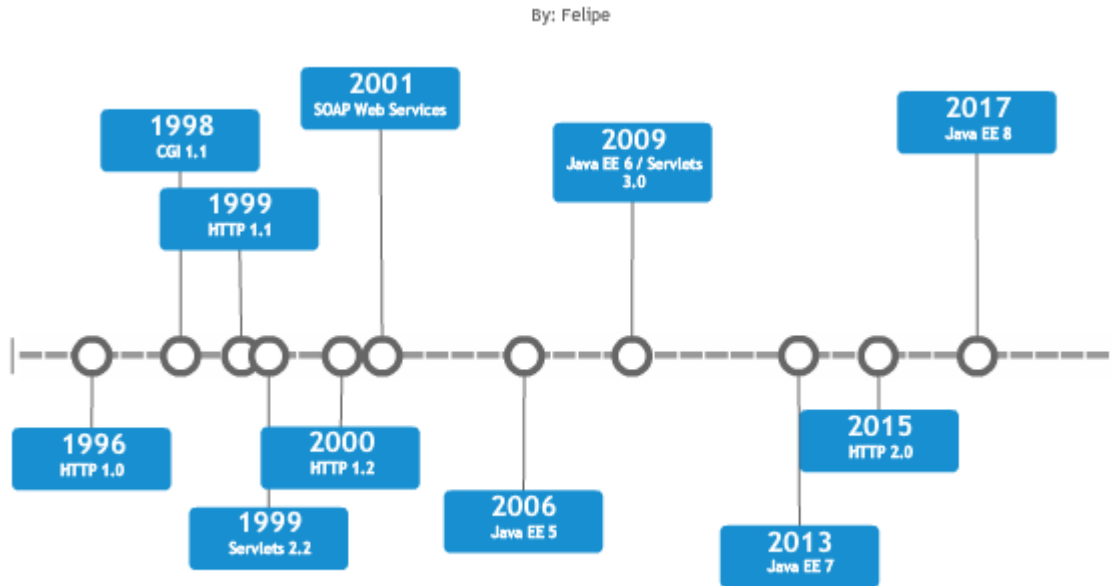 By: Felipe
2001
SOAP Web Services
1998
CGI 1.1
2017
Java EE 8
2009
Java EE 6 / Servlets
3.0
1999
HTTP 1.1
1996
HTTP 1.0
2000
HTTP 1.2
2015
HTTP 2.0
2006
Java EE 5
1999
Servlets 2.2
2013
Java EE 7